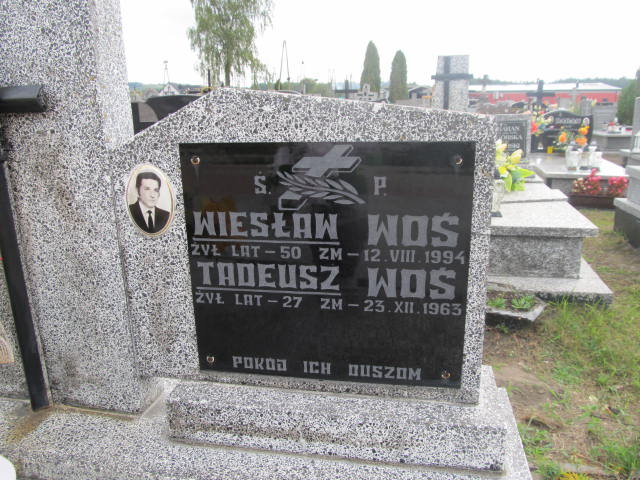 Ś. P.
WIESŁAW WOŚ
ŻYŁ LAT - 50 ZM - 12. VIII. 1994
TADEUSZ WOŚ
ŻYŁ LAT - 27 ZM - 23. XII. 1963
POKÓJ ICH DUSZOM